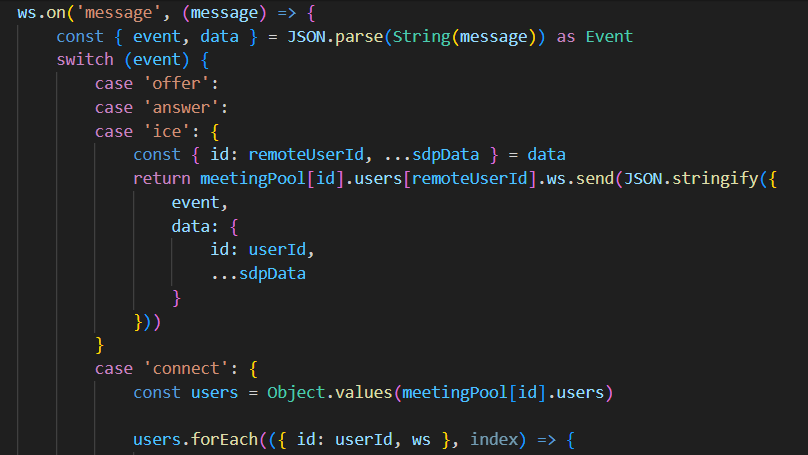 ws.on('message', (message) => {
    const { event, data } = JSON.parse(String(message)) as Event
    switch (event) {
        case 'offer':
        case 'answer':
        case 'ice': {
            const { id: remoteUserId, ...sdpData } = data
            return meetingPool[id].users[remoteUserId].ws.send(JSON.stringify({
                event,
                data: {
                    id: userId,
                    ...sdpData
                }
            }))
        }
        case 'connect': {
            const users = Object.values(meetingPool[id].users)

            users.forEach(({ id: userId, ws }, index) => {